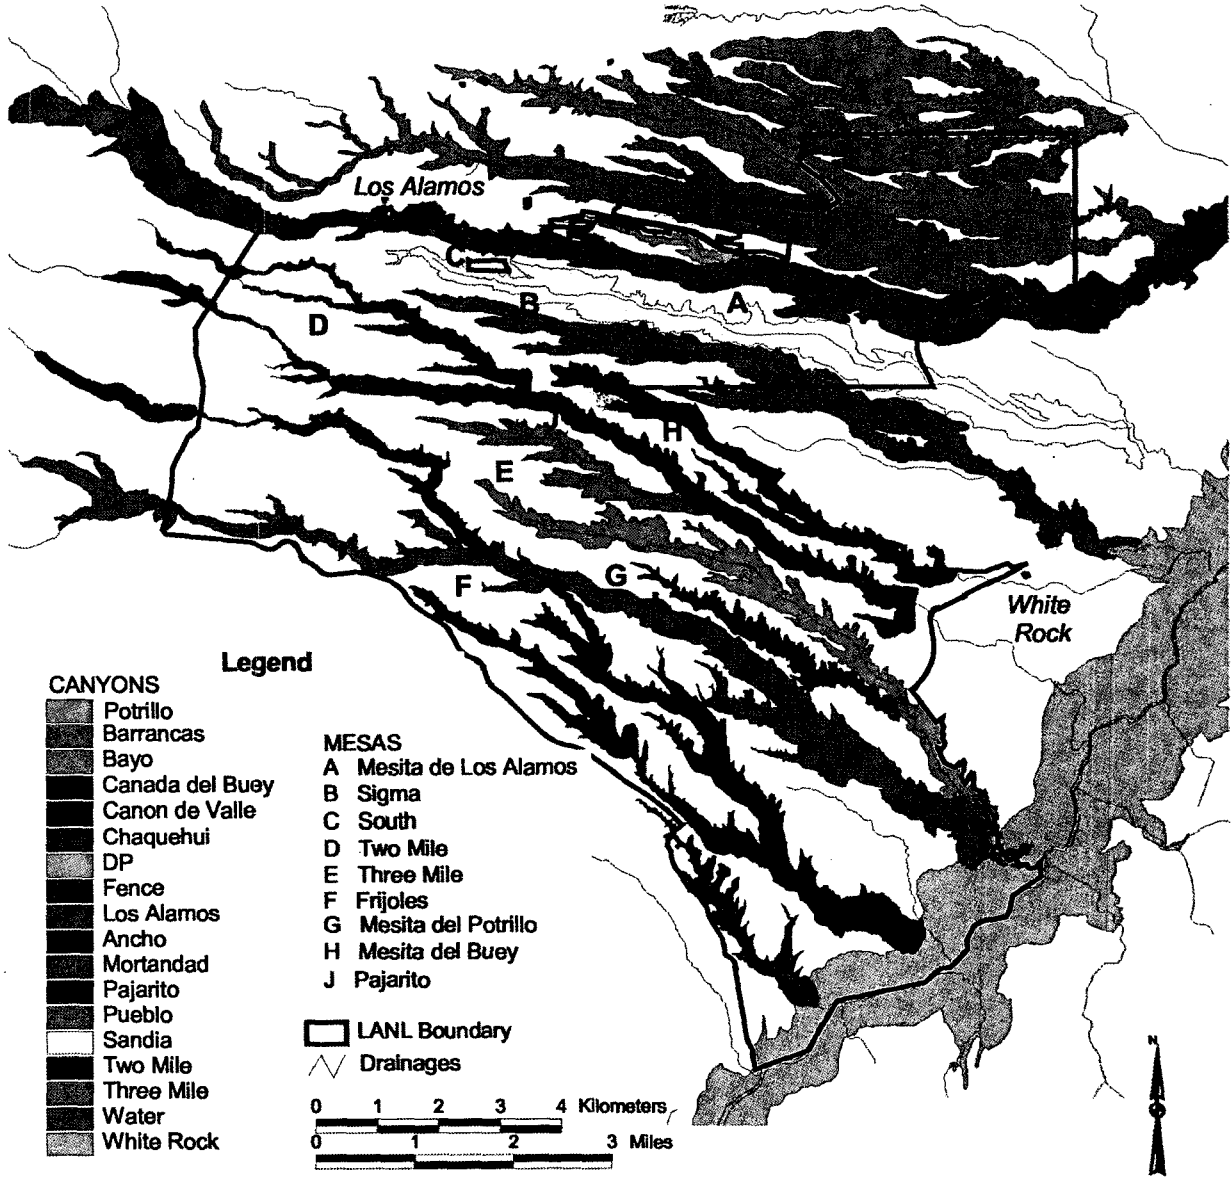 Los Alamos
C
B
A
D
H
E
G
F
White
Rock
Legend
CANYONS
Potrillo
Barrancas
Bayo
Canada del Buey
Canon de Valle
Chaquehui
DP
Fence
Los Alamos
Ancho
Mortandad
Pajarito
Pueblo
Sandia
Two Mile
Three Mile
Water
White Rock
MESAS
A Mesita de Los Alamos
B Sigma
C South
D Two Mile
E Three Mile
F Frijoles
G Mesita del Potrillo
H Mesita del Buey
J Pajarito
LANL Boundary
Drainages
0 1 2 3 4 Kilometers
0 1 2 3 Miles
N